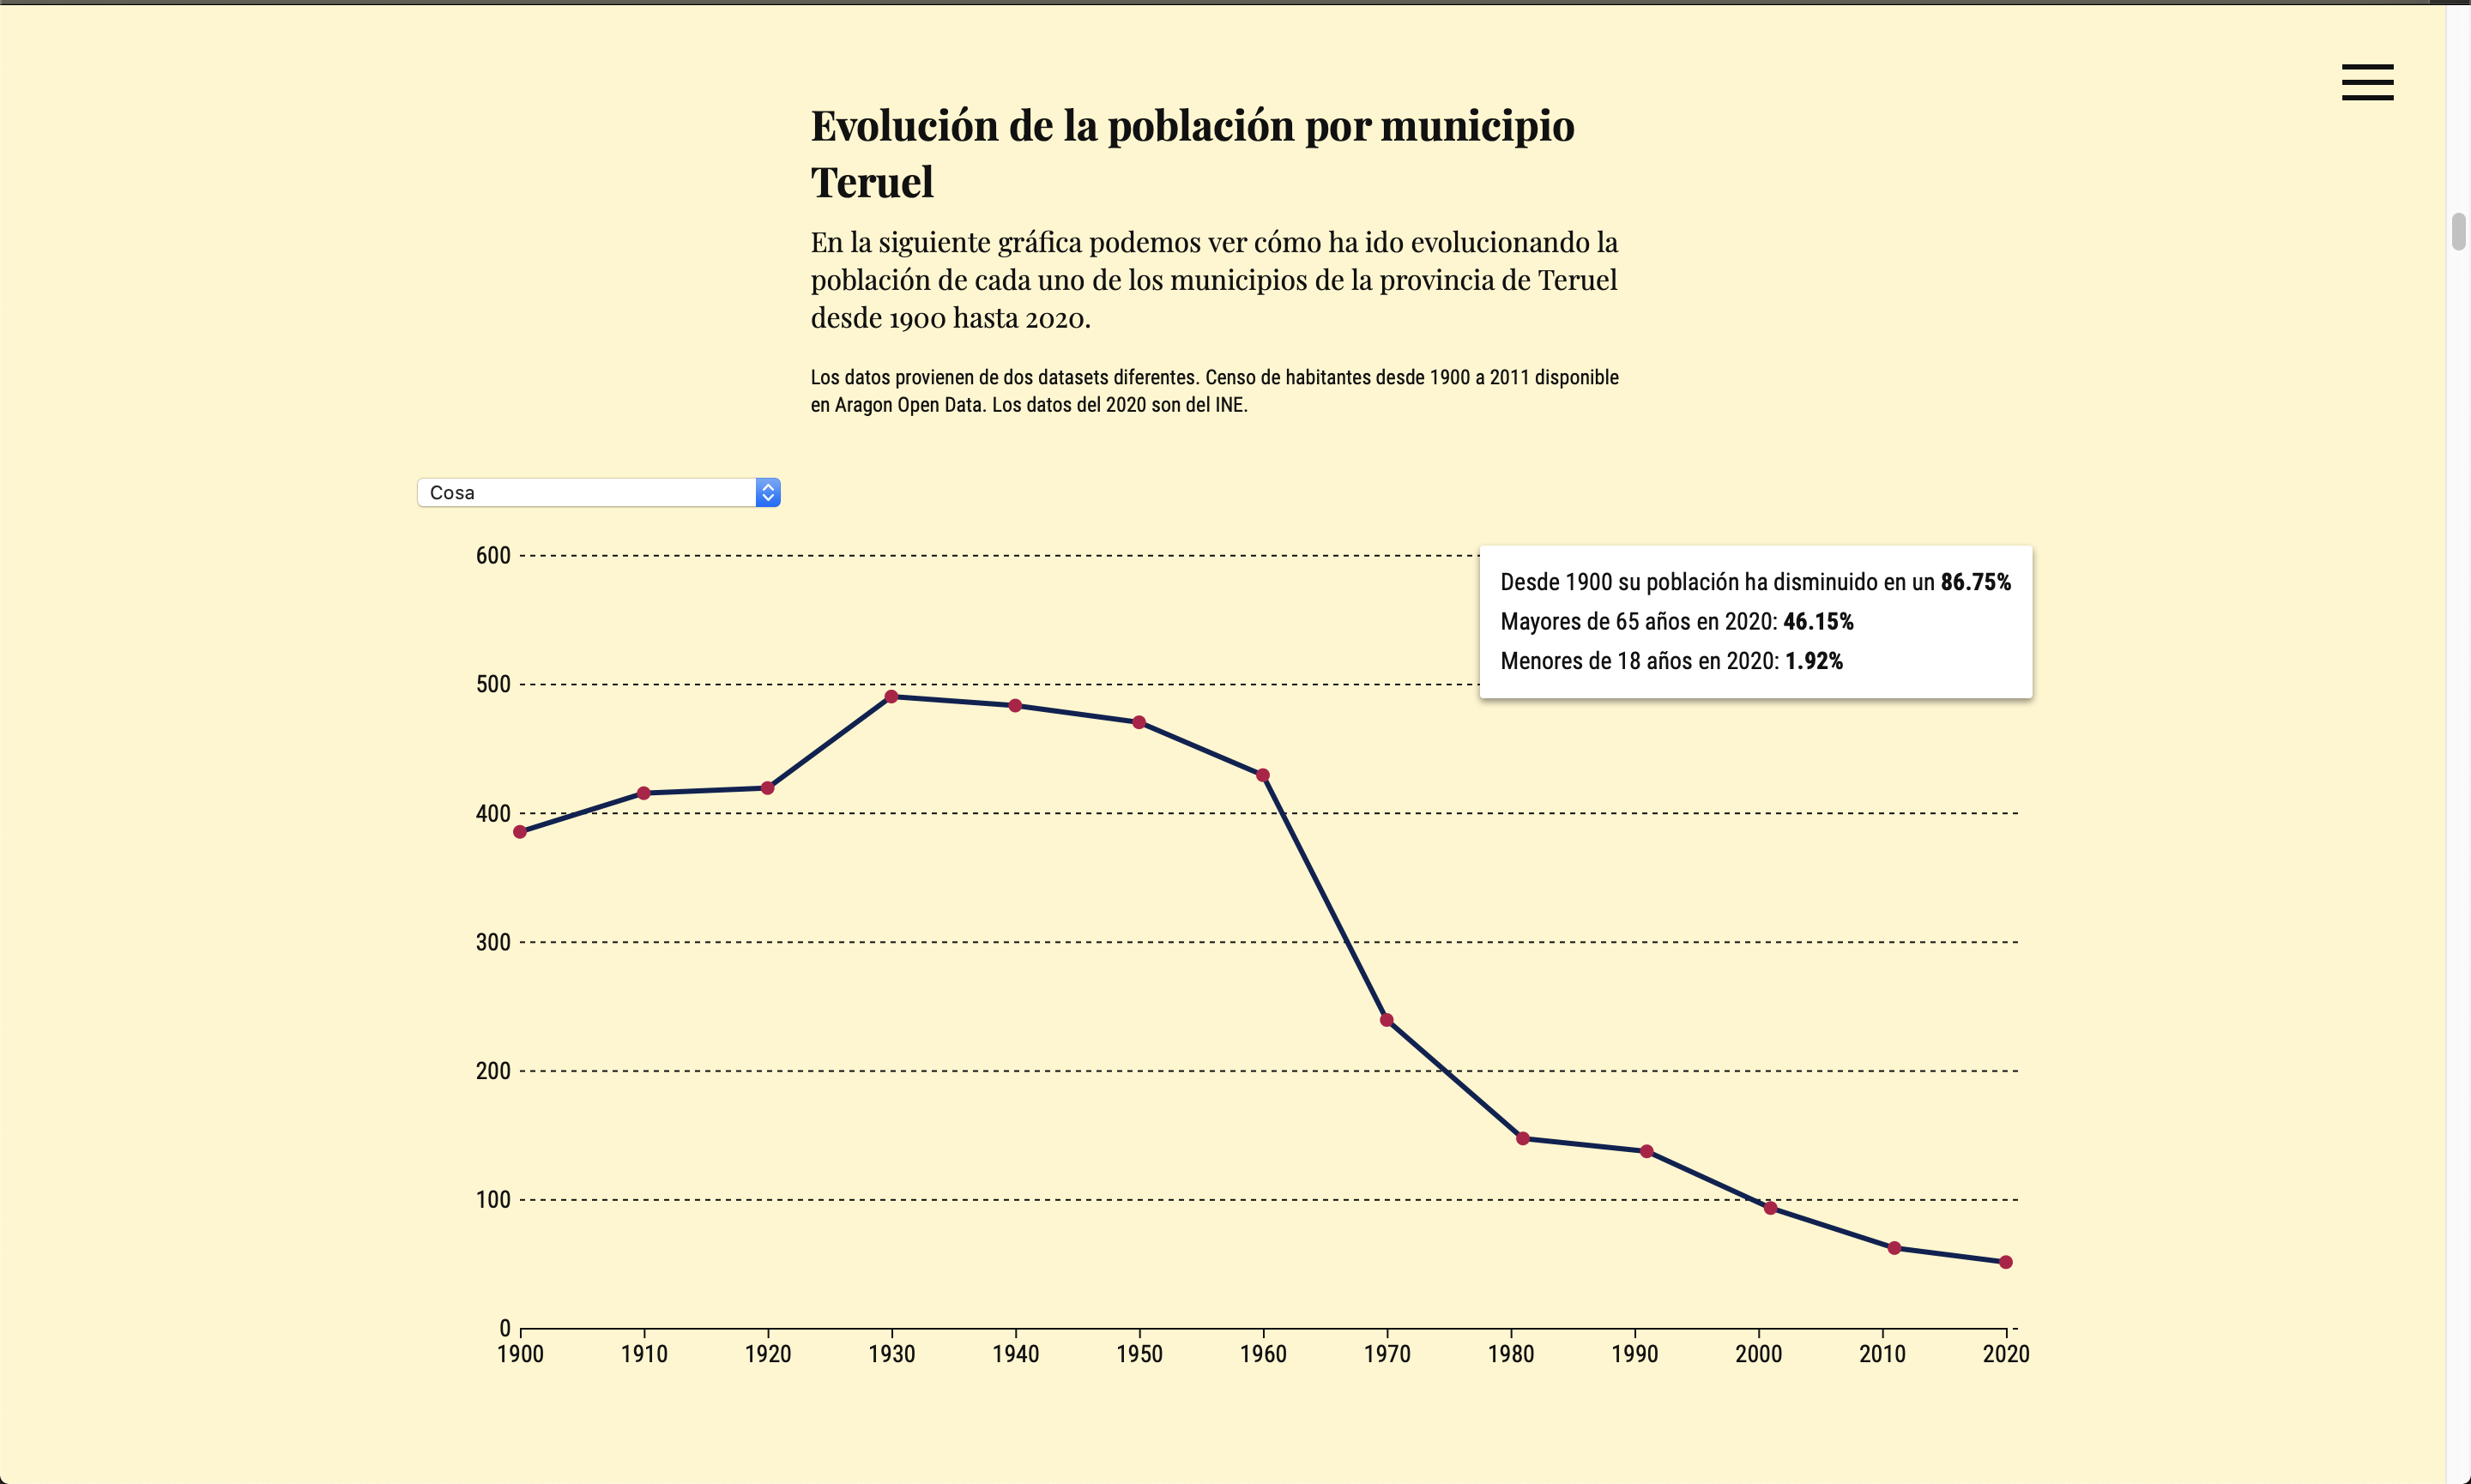 Evolución de la población por municipio
Teruel
En la siguiente gráfica podemos ver cómo ha ido evolucionando la
población de cada uno de los municipios de la provincia de Teruel
desde 1900 hasta 2020.
Los datos provienen de dos datasets diferentes. Censo de habitantes desde 1900 a 2011 disponible
en Aragon Open Data. Los datos del 2020 son del INE.
Cosa
Desde 1900 su población ha disminuido en un 86.75%
Mayores de 65 años en 2020: 46.15%
Menores de 18 años en 2020: 1.92%
600
500
400
300
200
100
0
1900 1910 1920 1930 1940 1950 1960 1970 1980 1990 2000 2010 2020